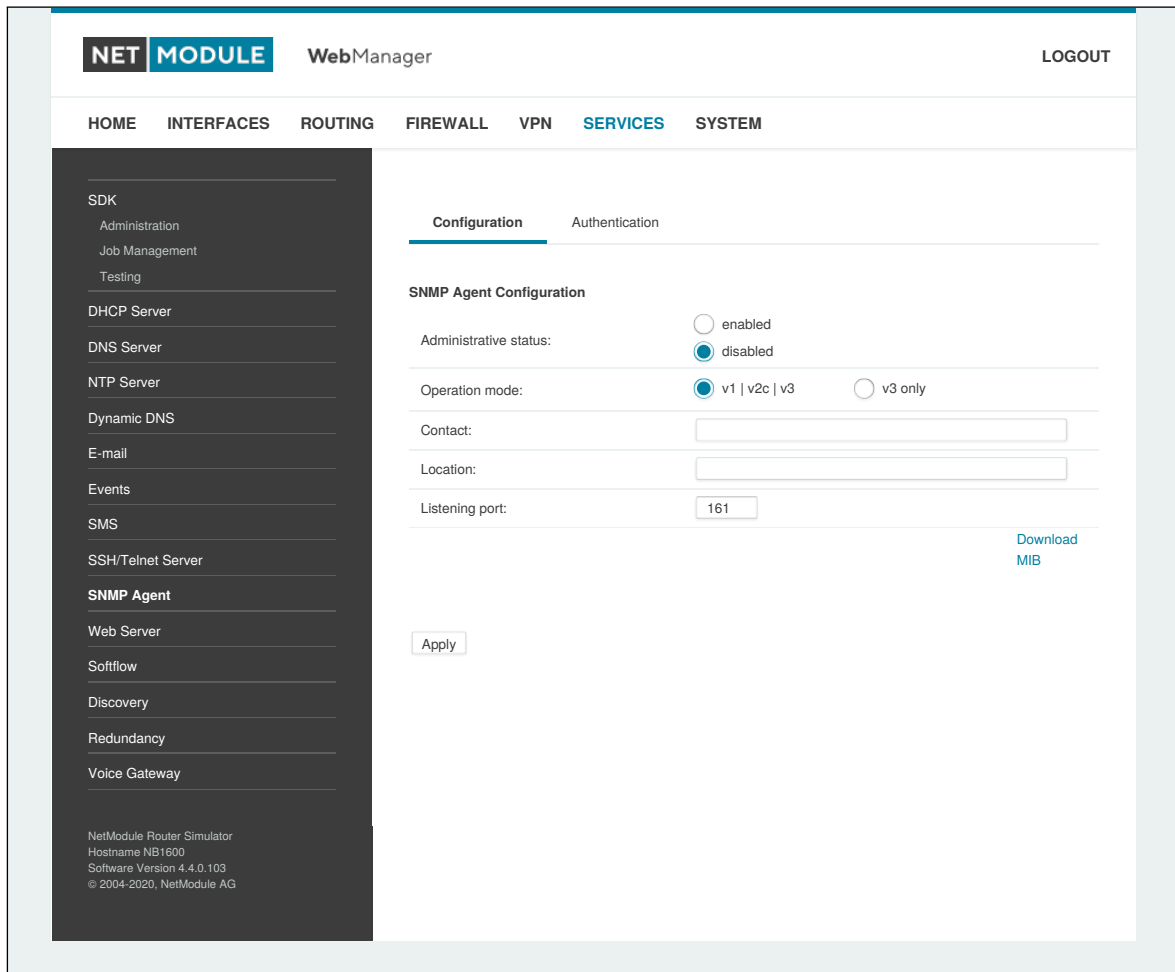 NET MODULE WebManager LOGOUT
HOME INTERFACES ROUTING FIREWALL VPN SERVICES SYSTEM
SDK
Administration
Job Management
Testing
DHCP Server
DNS Server
NTP Server
Dynamic DNS
E-mail
Events
SMS
SSH/Telnet Server
SNMP Agent
Web Server
Softflow
Discovery
Redundancy
Voice Gateway
NetModule Router Simulator
Hostname NB1600
Software Version 4.4.0.103
© 2004-2020, NetModule AG
Configuration Authentication
SNMP Agent Configuration
Administrative status:
enabled
disabled
Operation mode: v1 | v2c | v3 v3 only
Contact:
Location:
Listening port: 161
Download
MIB
Apply